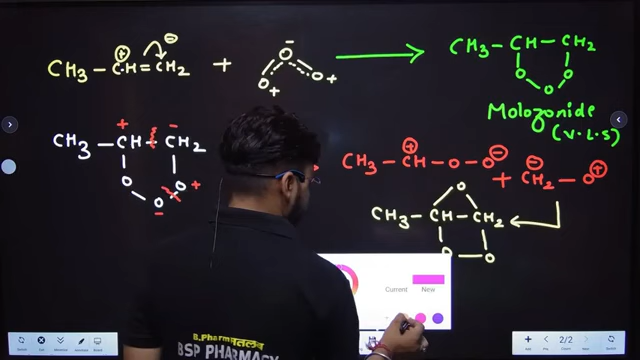 CH3 — CH = CH2 + O O O → CH3 — CH — CH2
O O O
Molozonide
(V.L.S)
CH3 — CH — CH2
O O O
CH3 — CH — O — O + CH2 — O
O
CH3 — CH — CH2
O — O
Current New
B.Pharma मतलब
BSP PHARMACY
2/2